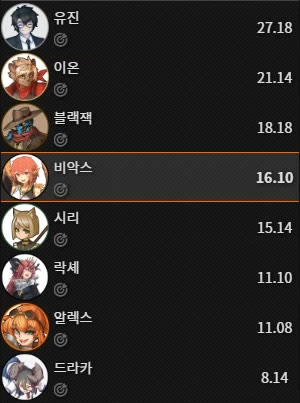 유진
27.18
이온
21.14
블랙잭
18.18
비악스
16.10
시리
15.14
락셰
11.10
알렉스
11.08
드라카
8.14